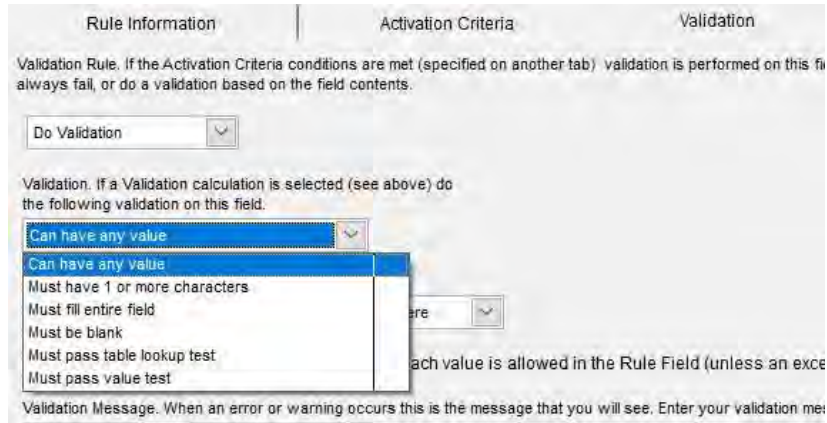 Rule Information Activation Criteria Validation
Validation Rule. If the Activation Criteria conditions are met (specified on another tab) validation is performed on this
always fail, or do a validation based on the field contents.
Do Validation
Validation. If a Validation calculation is selected (see above) do
the following validation on this field.
Can have any value
Can have any value
Must have 1 or more characters
Must fill entire field
Must be blank
Must pass table lookup test
Must pass value test
ere
ach value is allowed in the Rule Field (unless an exce
Validation Message. When an error or warning occurs this is the message that you will see. Enter your validation mes